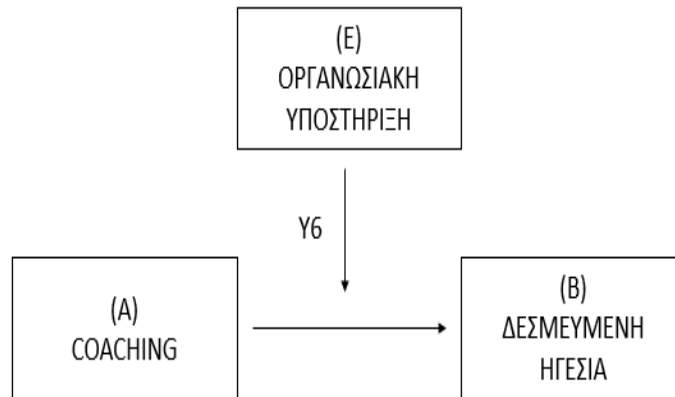 (Ε)
ΟΡΓΑΝΩΣΙΑΚΗ
ΥΠΟΣΤΗΡΙΞΗ
Υ6
(Α)
COACHING
(Β)
ΔΕΣΜΕΥΜΕΝΗ
ΗΓΕΣΙΑ